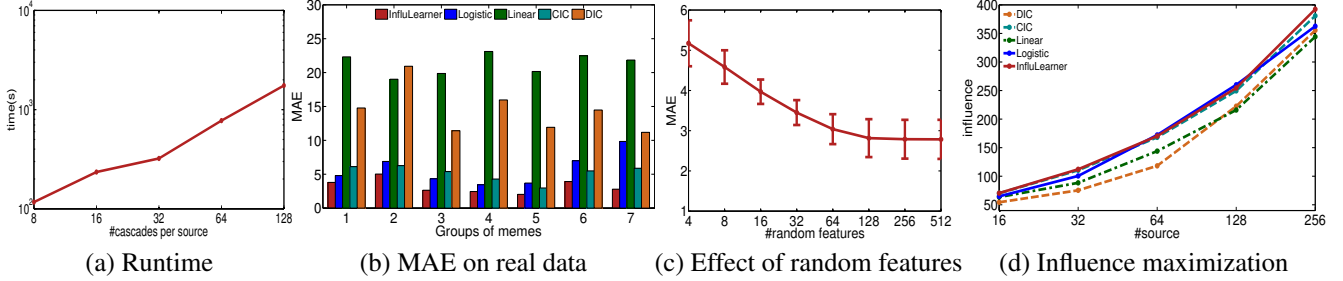 10^4
10^3
10^2
time(s)
8 16 32 64 128
#cascades per source
(a) Runtime
InfluLearner Logistic Linear CIC DIC
30
25
20
15
10
5
0
MAE
1 2 3 4 5 6 7
Groups of memes
(b) MAE on real data
6
5
4
3
2
1
MAE
4 8 16 32 64 128 256 512
#random features
(c) Effect of random features
DIC
CIC
Linear
Logistic
InfluLearner
400
350
300
250
200
150
100
50
influence
16 32 64 128 256
#source
(d) Influence maximization